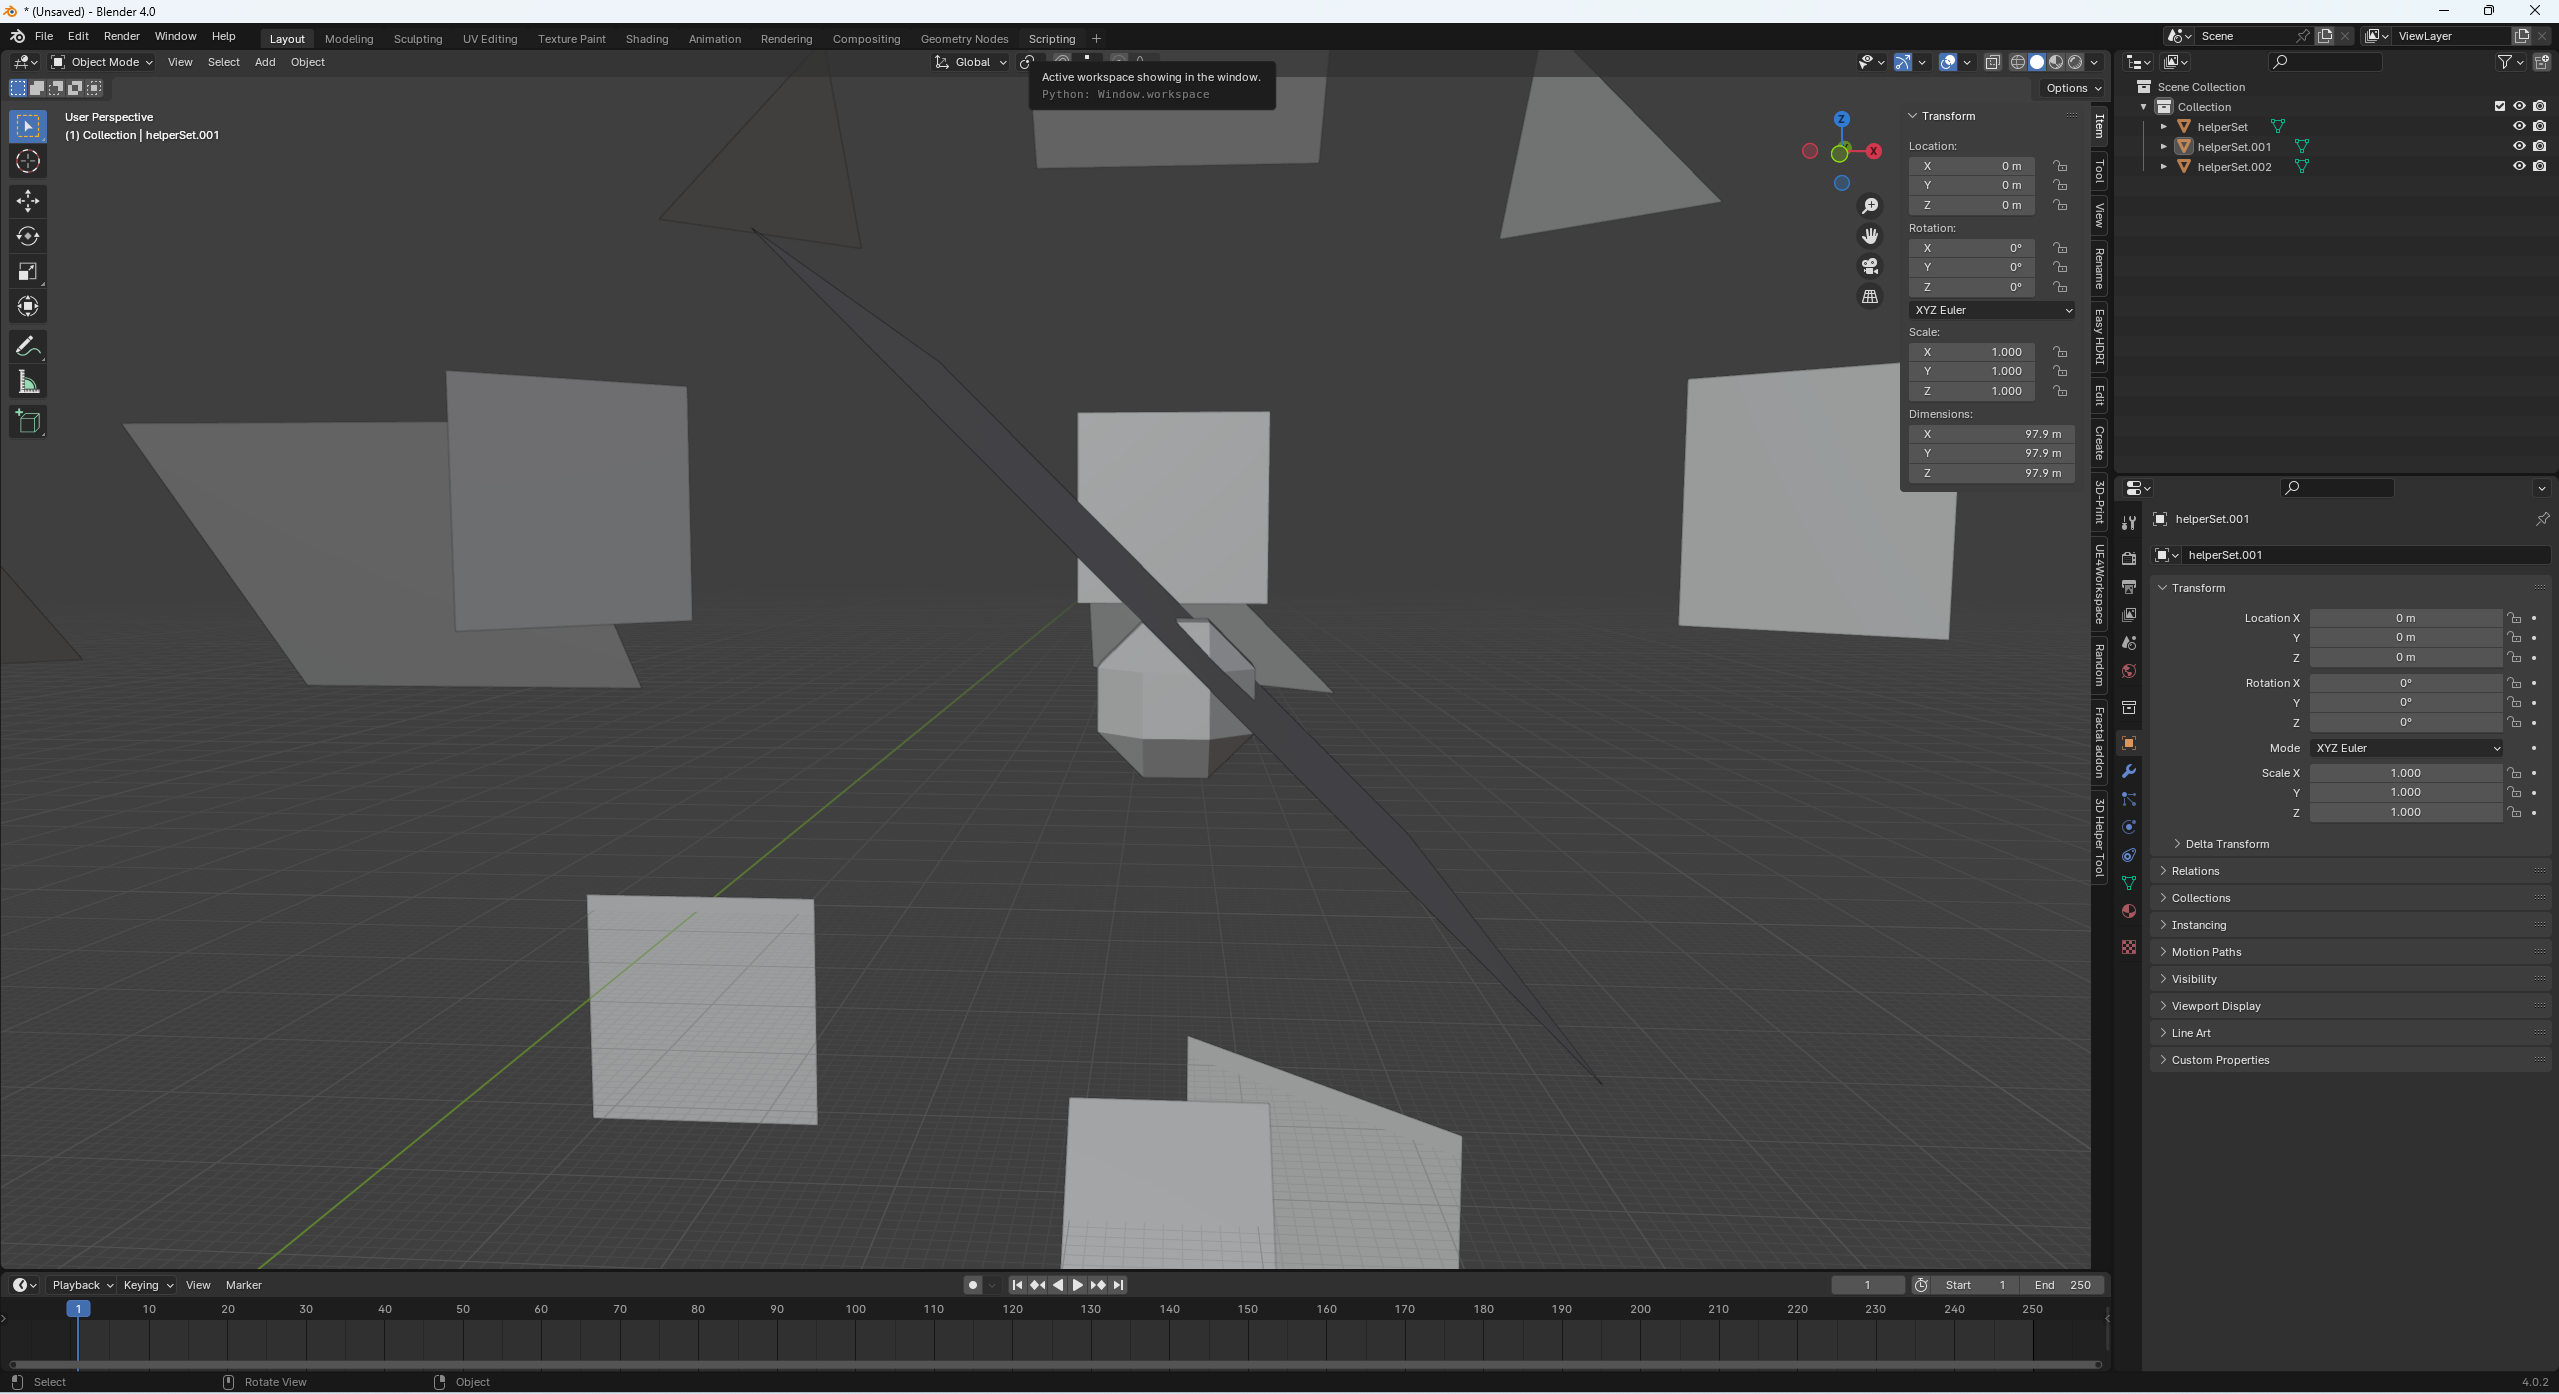 * (Unsaved) - Blender 4.0
File Edit Render Window Help
Layout Modeling Sculpting UV Editing Texture Paint Shading Animation Rendering Compositing Geometry Nodes Scripting
Scene
ViewLayer
Object Mode View Select Add Object
Global
Active workspace showing in the window.
Python: Window.workspace
Options
User Perspective
(1) Collection | helperSet.001
Z
X
Transform
Location:
X 0 m
Y 0 m
Z 0 m
Rotation:
X 0°
Y 0°
Z 0°
XYZ Euler
Scale:
X 1.000
Y 1.000
Z 1.000
Dimensions:
X 97.9 m
Y 97.9 m
Z 97.9 m
Item
Tool
View
Rename
Easy HDRI
Edit
Create
3D-Print
UE4Workspace
Random
Fractal addon
3D Helper Tool
Scene Collection
Collection
helperSet
helperSet.001
helperSet.002
helperSet.001
helperSet.001
Transform
Location X 0 m
Y 0 m
Z 0 m
Rotation X 0°
Y 0°
Z 0°
Mode XYZ Euler
Scale X 1.000
Y 1.000
Z 1.000
Delta Transform
Relations
Collections
Instancing
Motion Paths
Visibility
Viewport Display
Line Art
Custom Properties
Playback Keying View Marker
1 Start 1 End 250
1 10 20 30 40 50 60 70 80 90 100 110 120 130 140 150 160 170 180 190 200 210 220 230 240 250
Select Rotate View Object
4.0.2